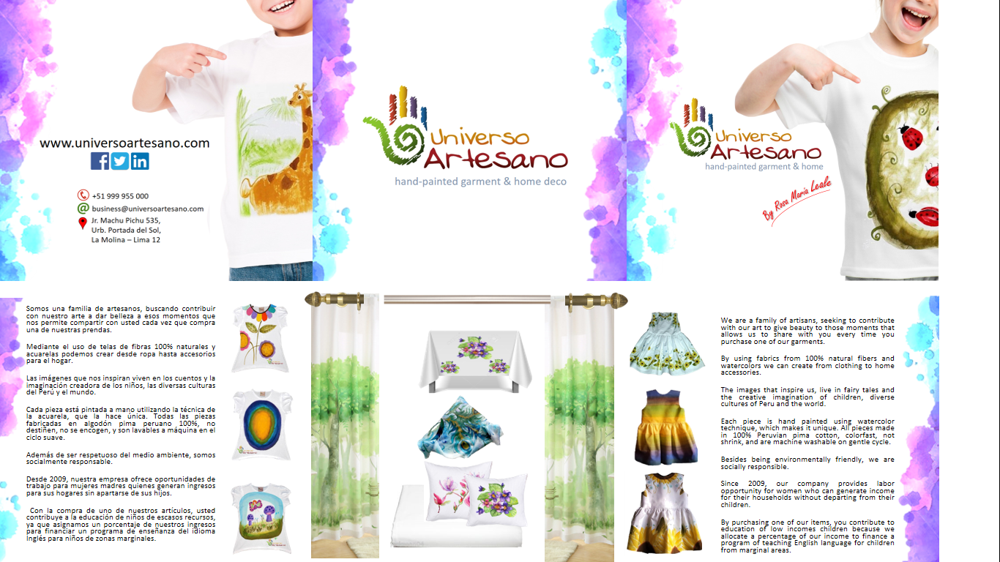 www.universoartesano.com
+51 999 955 000
business@universoartesano.com
Jr. Machu Pichu 535,
Urb. Portada del Sol,
La Molina – Lima 12
Universo
Artesano
hand-painted garment & home deco
Universo
Artesano
hand-painted garment & home
By Rosa Maria Leale
Somos una familia de artesanos, buscando contribuir
con nuestro arte a dar belleza a esos momentos que
nos permite compartir con usted cada vez que compra
una de nuestras prendas.
Mediante el uso de telas de fibras 100% naturales y
acuarelas podemos crear desde ropa hasta accesorios
para el hogar.
Las imágenes que nos inspiran viven en los cuentos y la
imaginación creadora de los niños, las diversas culturas
del Perú y el mundo.
Cada pieza está pintada a mano utilizando la técnica de
la acuarela, que la hace única. Todas las piezas
fabricadas en algodón pima peruano 100%, no
destiñen, no se encogen, y son lavables a máquina en el
ciclo suave.
Además de ser respetuoso del medio ambiente, somos
socialmente responsable.
Desde 2009, nuestra empresa ofrece oportunidades de
trabajo para mujeres madres quienes generan ingresos
para sus hogares sin apartarse de sus hijos.
Con la compra de uno de nuestros artículos, usted
contribuye a la educación de niños de escasos recursos,
ya que asignamos un porcentaje de nuestros ingresos
para financiar un programa de enseñanza del idioma
Inglés para niños de zonas marginales.
We are a family of artisans, seeking to contribute
with our art to give beauty to those moments that
allows us to share with you every time you
purchase one of our garments.
By using fabrics from 100% natural fibers and
watercolors we can create from clothing to home
accessories.
The images that inspire us, live in fairy tales and
the creative imagination of children, diverse
cultures of Peru and the world.
Each piece is hand painted using watercolor
technique, which makes it unique. All pieces made
in 100% Peruvian pima cotton, colorfast, not
shrink, and are machine washable on gentle cycle.
Besides being environmentally friendly, we are
socially responsible.
Since 2009, our company provides labor
opportunity for women who can generate income
for their households without departing from their
children.
By purchasing one of our items, you contribute to
education of low incomes children because we
allocate a percentage of our income to finance a
program of teaching English language for children
from marginal areas.